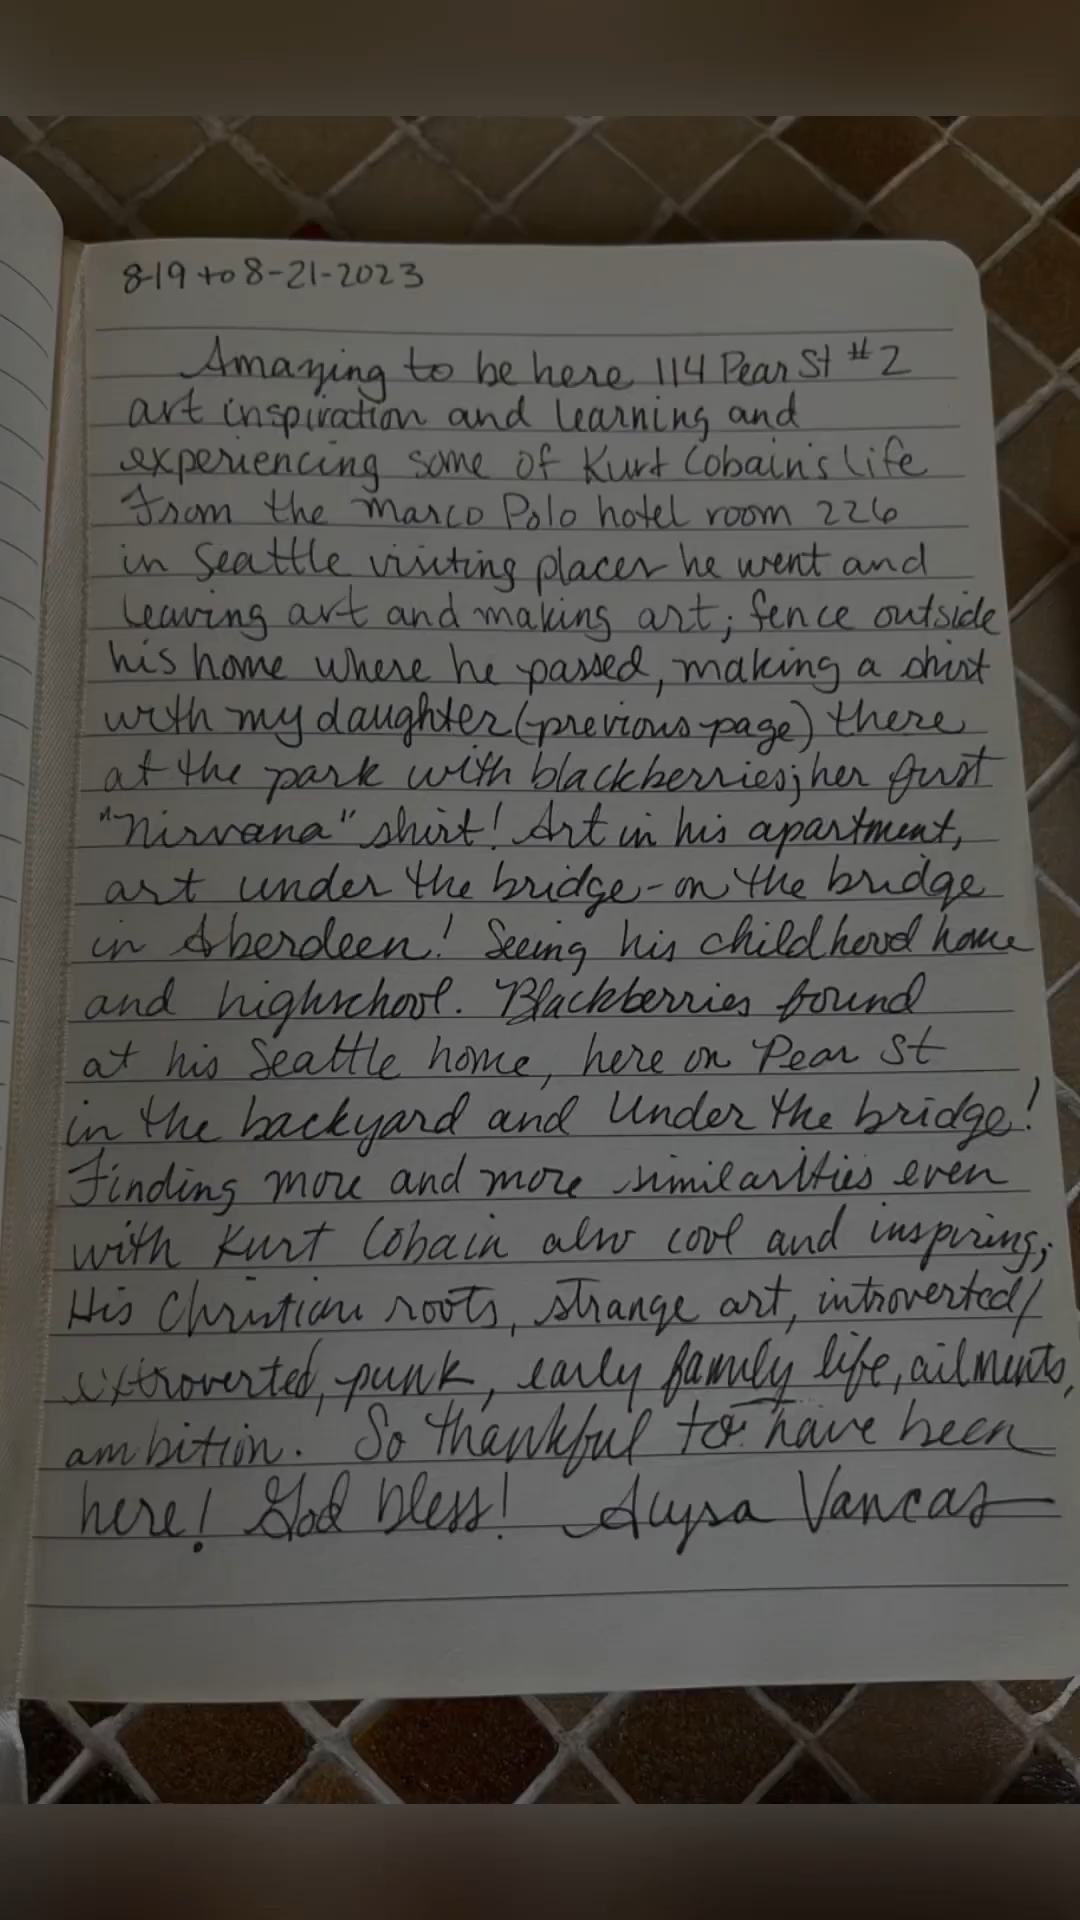 8-19 to 8-21-2023
Amazing to be here 114 Pear St #2
art inspiration and learning and
experiencing some of Kurt Cobain's life
From the Marco Polo hotel room 226
in Seattle visiting places he went and
leaving art and making art; fence outside
his home where he passed, making a shirt
with my daughter (previous page) there
at the park with blackberries; her first
"Nirvana" shirt! Art in his apartment,
art under the bridge-on the bridge
in Aberdeen! Seeing his childhood home
and highschool. Blackberries found
at his Seattle home, here on Pear St
in the backyard and Under the bridge!
Finding more and more similarities even
with Kurt Cobain also cool and inspiring;
His Christian roots, strange art, introverted/
extroverted, punk, early family life, ailments,
ambition. So thankful to have been
here! God bless! Alysa Vancas